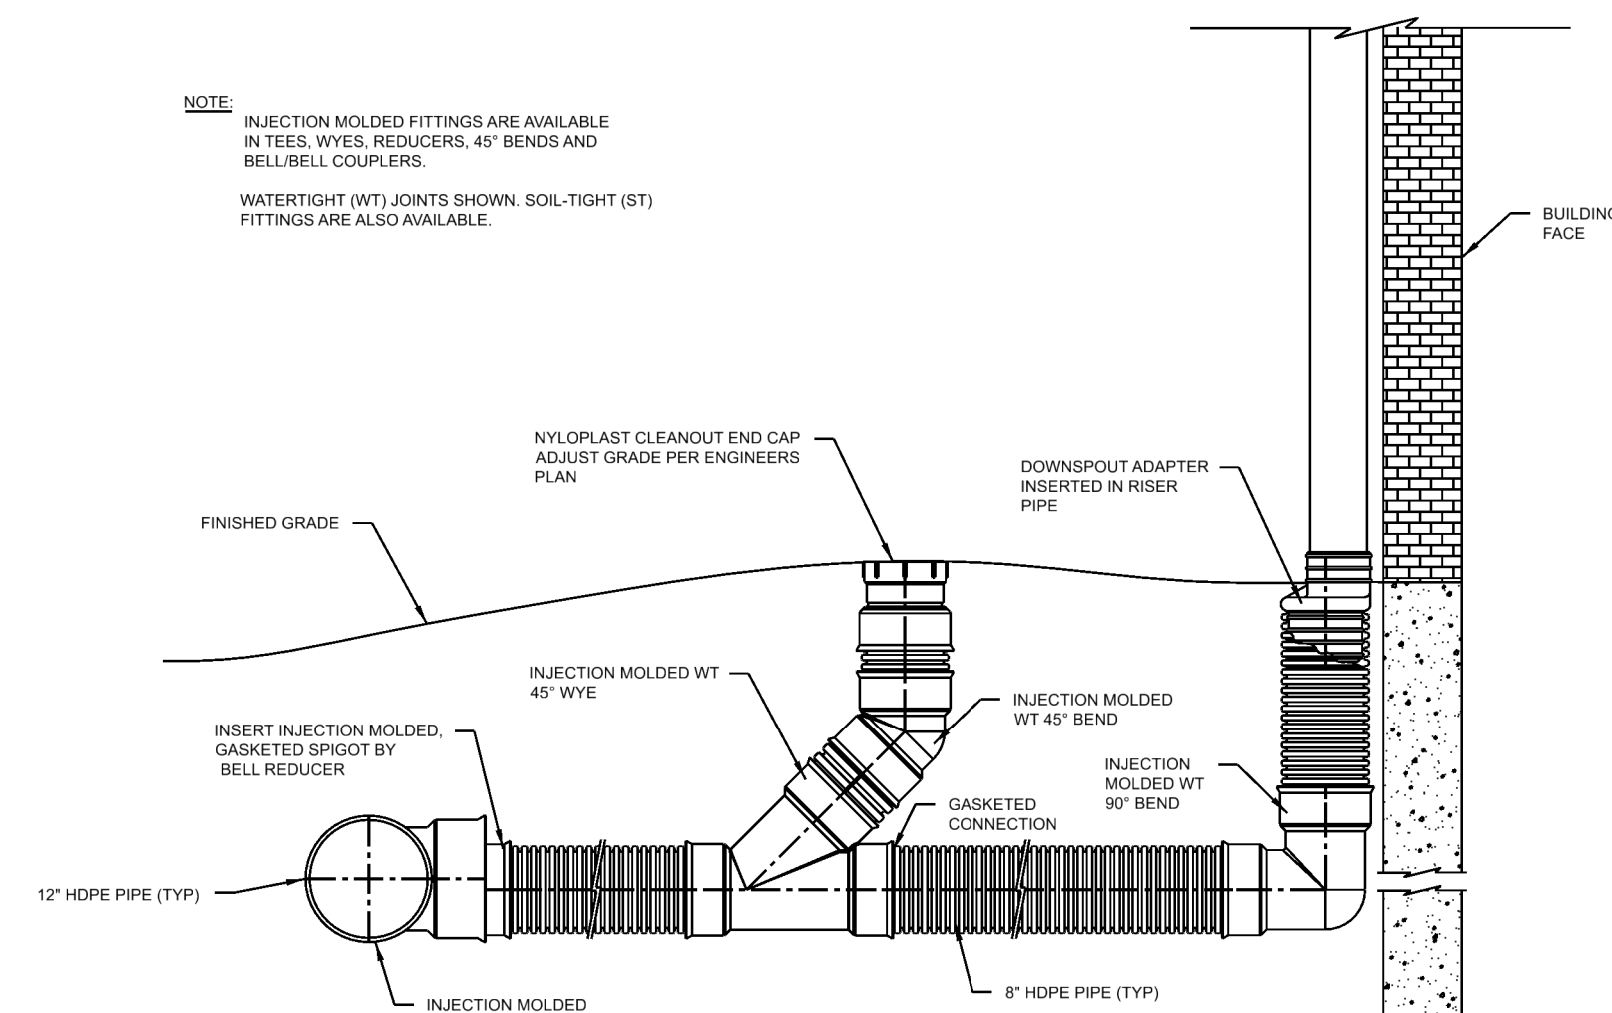 NOTE:
INJECTION MOLDED FITTINGS ARE AVAILABLE
IN TEES, WYES, REDUCERS, 45° BENDS AND
BELL/BELL COUPLERS.
WATERTIGHT (WT) JOINTS SHOWN. SOIL-TIGHT (ST)
FITTINGS ARE ALSO AVAILABLE.
BUILDING
FACE
NYLOPLAST CLEANOUT END CAP
ADJUST GRADE PER ENGINEERS
PLAN
DOWNSPOUT ADAPTER
INSERTED IN RISER
PIPE
FINISHED GRADE
INJECTION MOLDED WT
45° WYE
INJECTION MOLDED
WT 45° BEND
INSERT INJECTION MOLDED,
GASKETED SPIGOT BY
BELL REDUCER
INJECTION
MOLDED WT
90° BEND
GASKETED
CONNECTION
12" HDPE PIPE (TYP)
8" HDPE PIPE (TYP)
INJECTION MOLDED